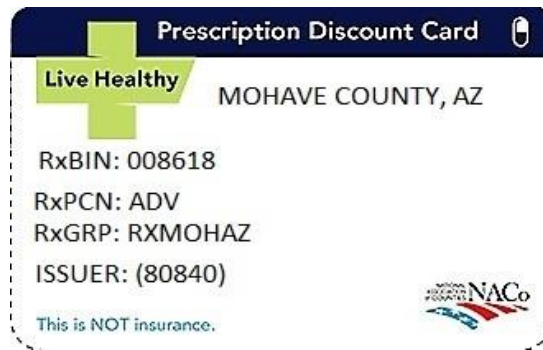 Prescription Discount Card
Live Healthy
MOHAVE COUNTY, AZ
RxBIN: 008618
RxPCN: ADV
RxGRP: RXMOHAZ
ISSUER: (80840)
NACo
This is NOT insurance.